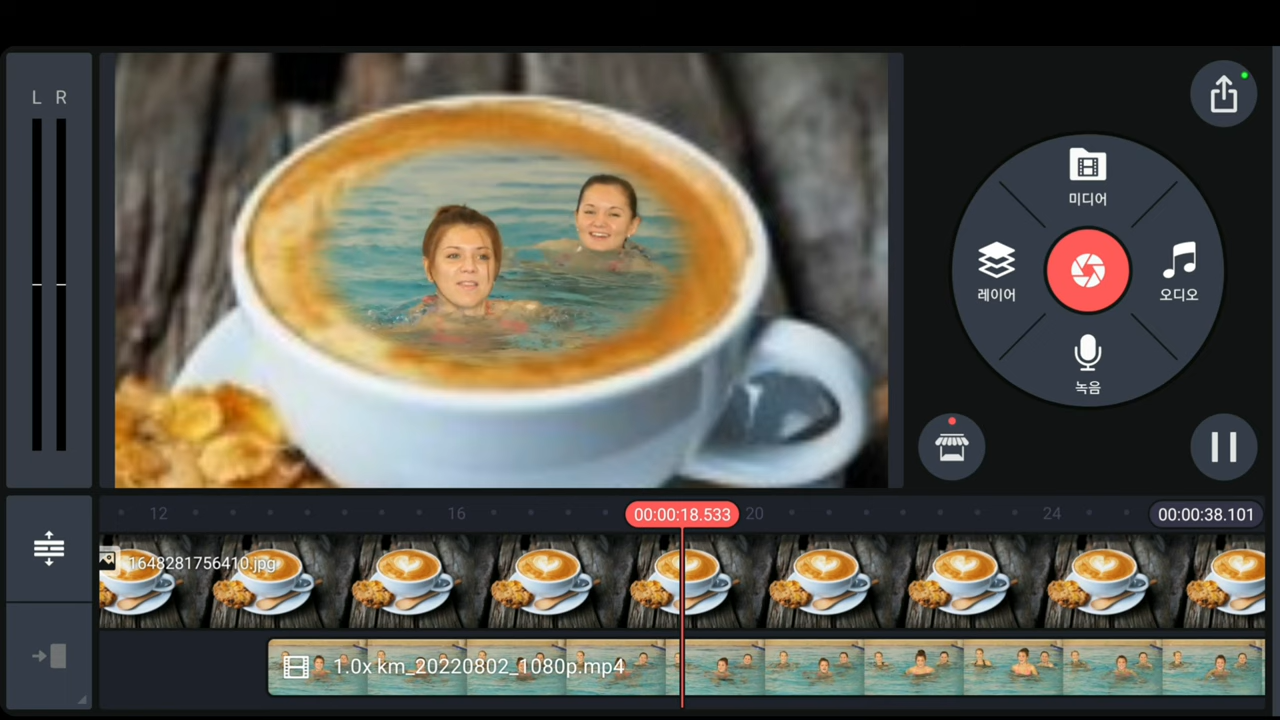 L R
미디어
레이어
오디오
녹음
12
16
00:00:18.533
20
24
00:00:38.101
1648281756410.jpg
1.0x km_20220802_1080p.mp4